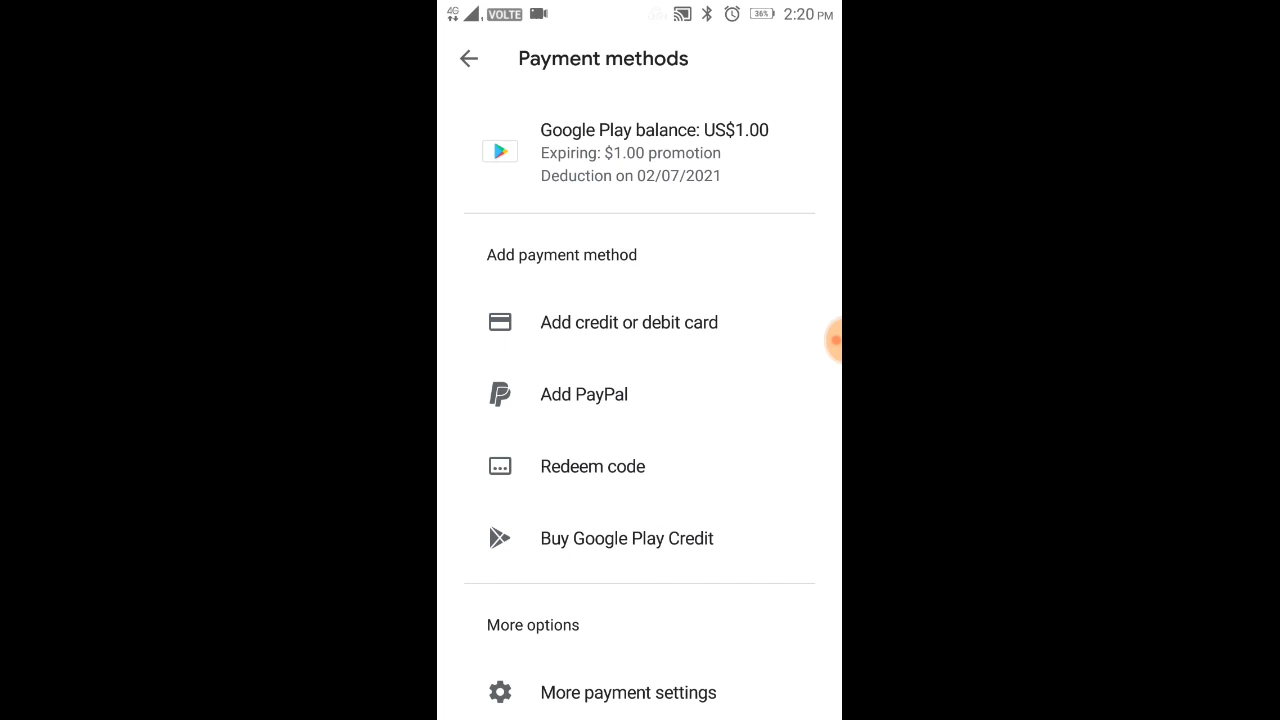 4G VOLTE 36% 2:20 PM
Payment methods
Google Play balance: US$1.00
Expiring: $1.00 promotion
Deduction on 02/07/2021
Add payment method
Add credit or debit card
Add PayPal
Redeem code
Buy Google Play Credit
More options
More payment settings